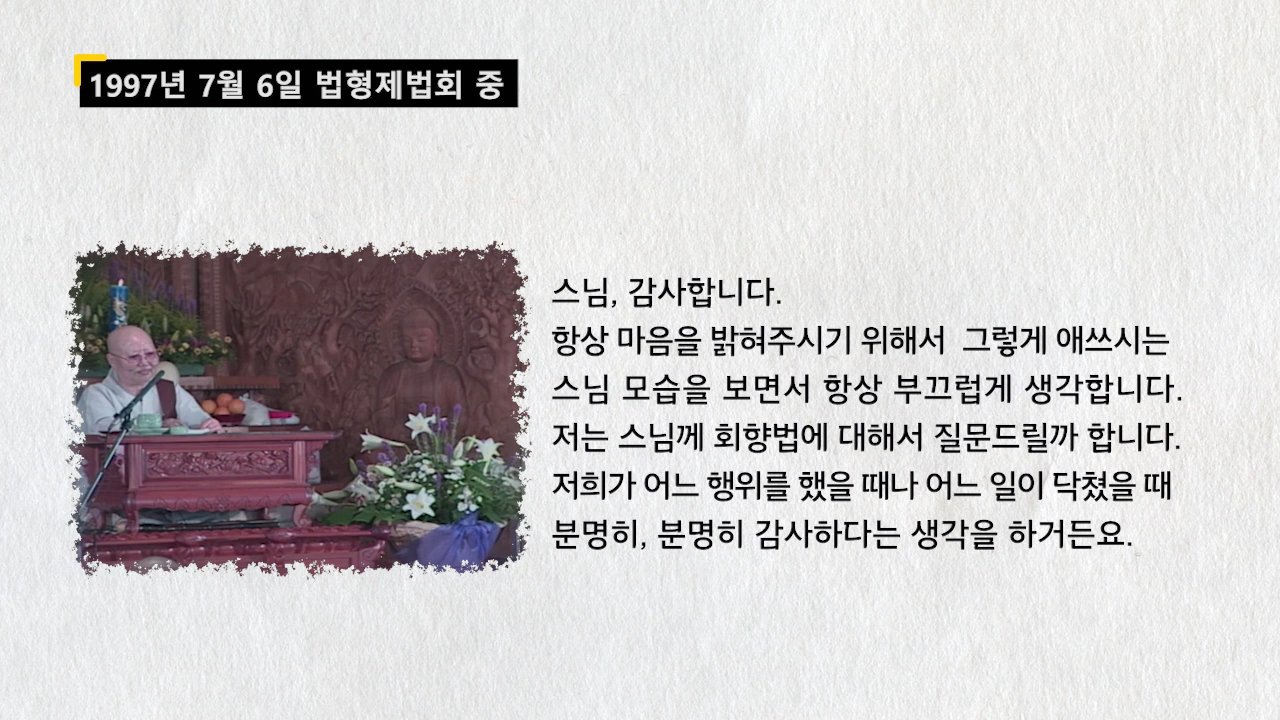 1997년 7월 6일 법형제법회 중
스님, 감사합니다.
항상 마음을 밝혀주시기 위해서 그렇게 애쓰시는
스님 모습을 보면서 항상 부끄럽게 생각합니다.
저는 스님께 회향법에 대해서 질문드릴까 합니다.
저희가 어느 행위를 했을 때나 어느 일이 닥쳤을 때
분명히, 분명히 감사하다는 생각을 하거든요.